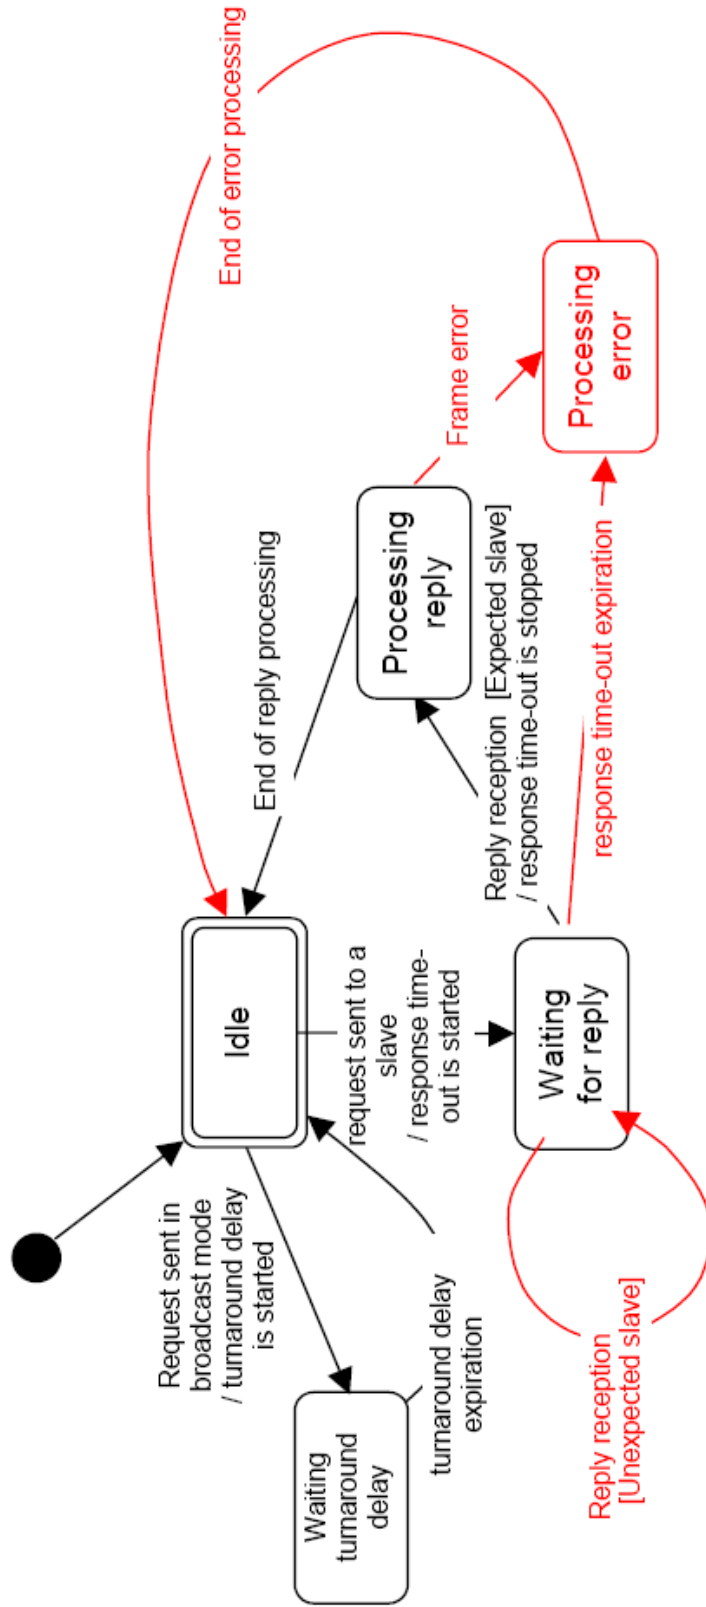 Request sent in
broadcast mode
/ turnaround delay
is started
Idle
End of reply processing
End of error processing
Waiting
turnaround
delay
turnaround delay
expiration
request sent to a
slave
/ response time-
out is started
Processing
reply
Frame error
Reply reception [Expected slave]
/ response time-out is stopped
Waiting
for reply
Reply reception
[Unexpected slave]
response time-out expiration
Processing
error